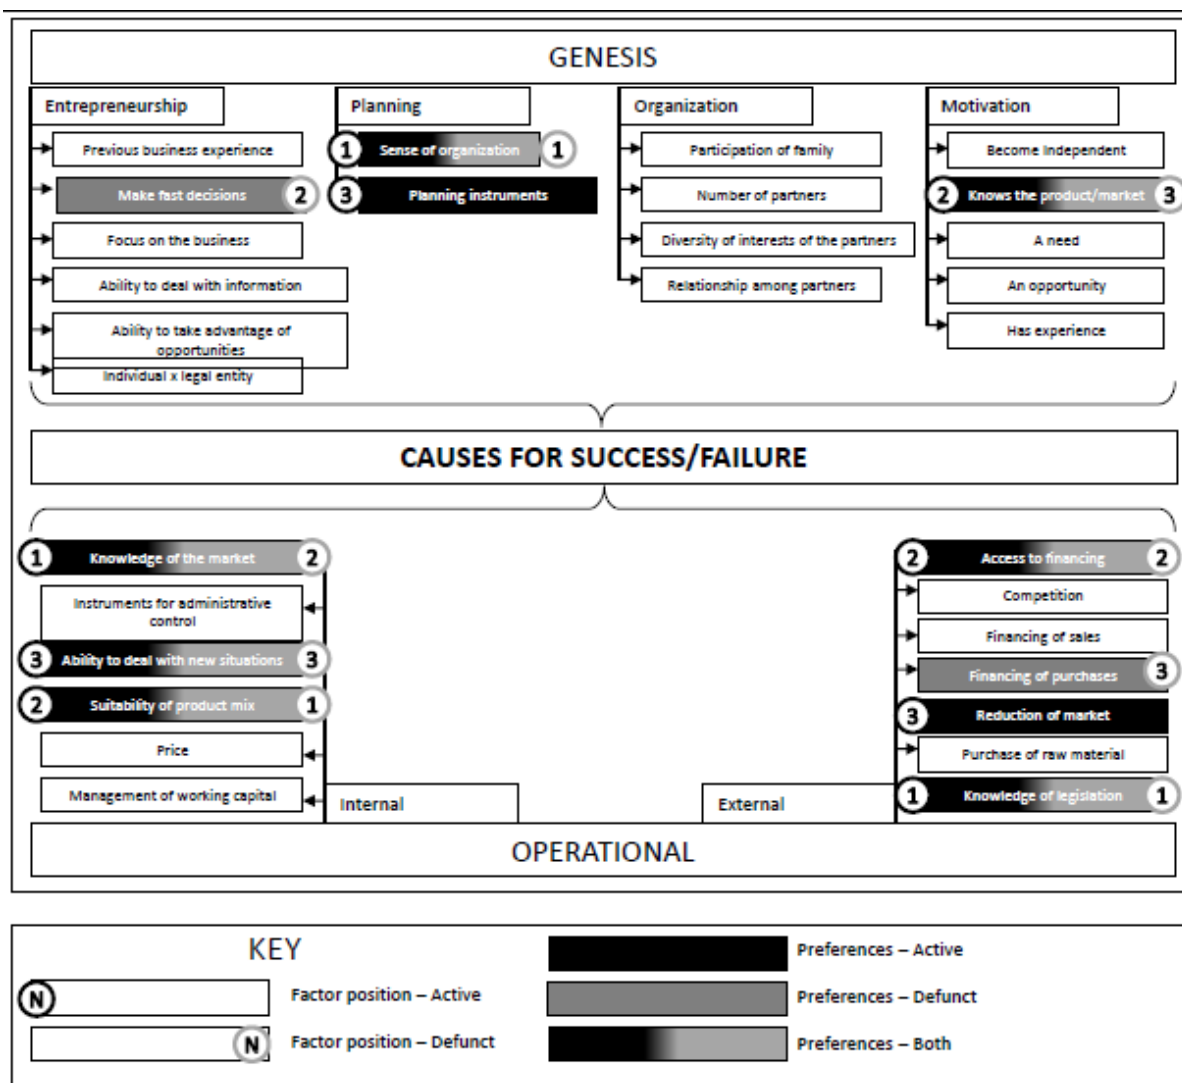 GENESIS
Entrepreneurship
Previous business experience
Make fast decisions 2
Focus on the business
Ability to deal with information
Ability to take advantage of
opportunities
Individual x legal entity
Planning
1 Sense of organization 1
3 Planning instruments
Organization
Participation of family
Number of partners
Diversity of interests of the partners
Relationship among partners
Motivation
Become Independent
2 Knows the product/market 3
A need
An opportunity
Has experience
CAUSES FOR SUCCESS/FAILURE
1 Knowledge of the market 2
Instruments for administrative
control
3 Ability to deal with new situations 3
2 Suitability of product mix 1
Price
Management of working capital
Internal
2 Access to financing 2
Competition
Financing of sales
Financing of purchases 3
3 Reduction of market
Purchase of raw material
1 Knowledge of legislation 1
External
OPERATIONAL
KEY
N Factor position – Active
N Factor position – Defunct
Preferences – Active
Preferences – Defunct
Preferences – Both